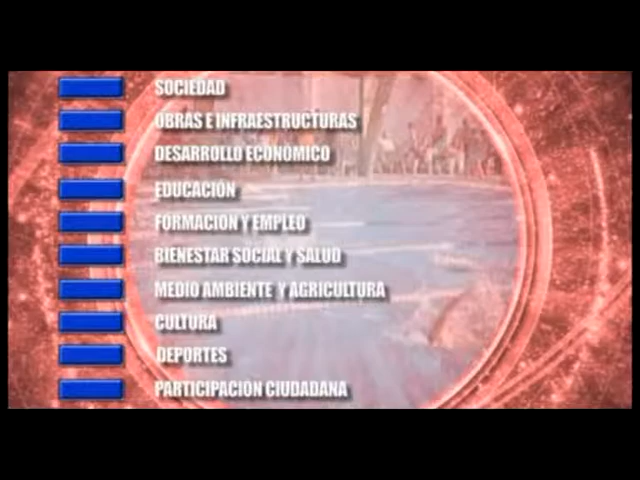 SOCIEDAD
OBRAS E INFRAESTRUCTURAS
DESARROLLO ECONOMICO
EDUCACIÓN
FORMACION Y EMPLEO
BIENESTAR SOCIAL Y SALUD
MEDIO AMBIENTE Y AGRICULTURA
CULTURA
DEPORTES
PARTICIPACION CIUDADANA